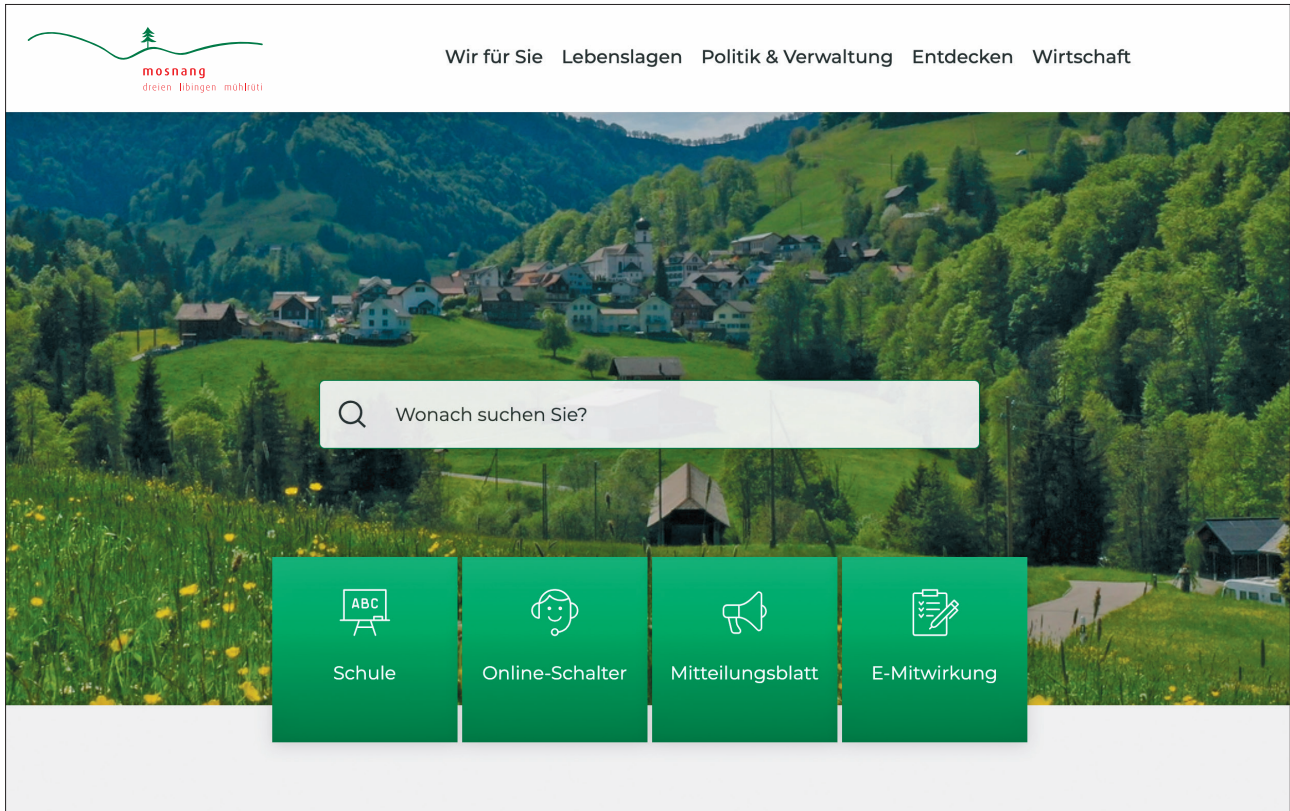 mosnang
dreien libingen mühlrüti
Wir für Sie Lebenslagen Politik & Verwaltung Entdecken Wirtschaft
Wonach suchen Sie?
ABC
Schule Online-Schalter Mitteilungsblatt E-Mitwirkung